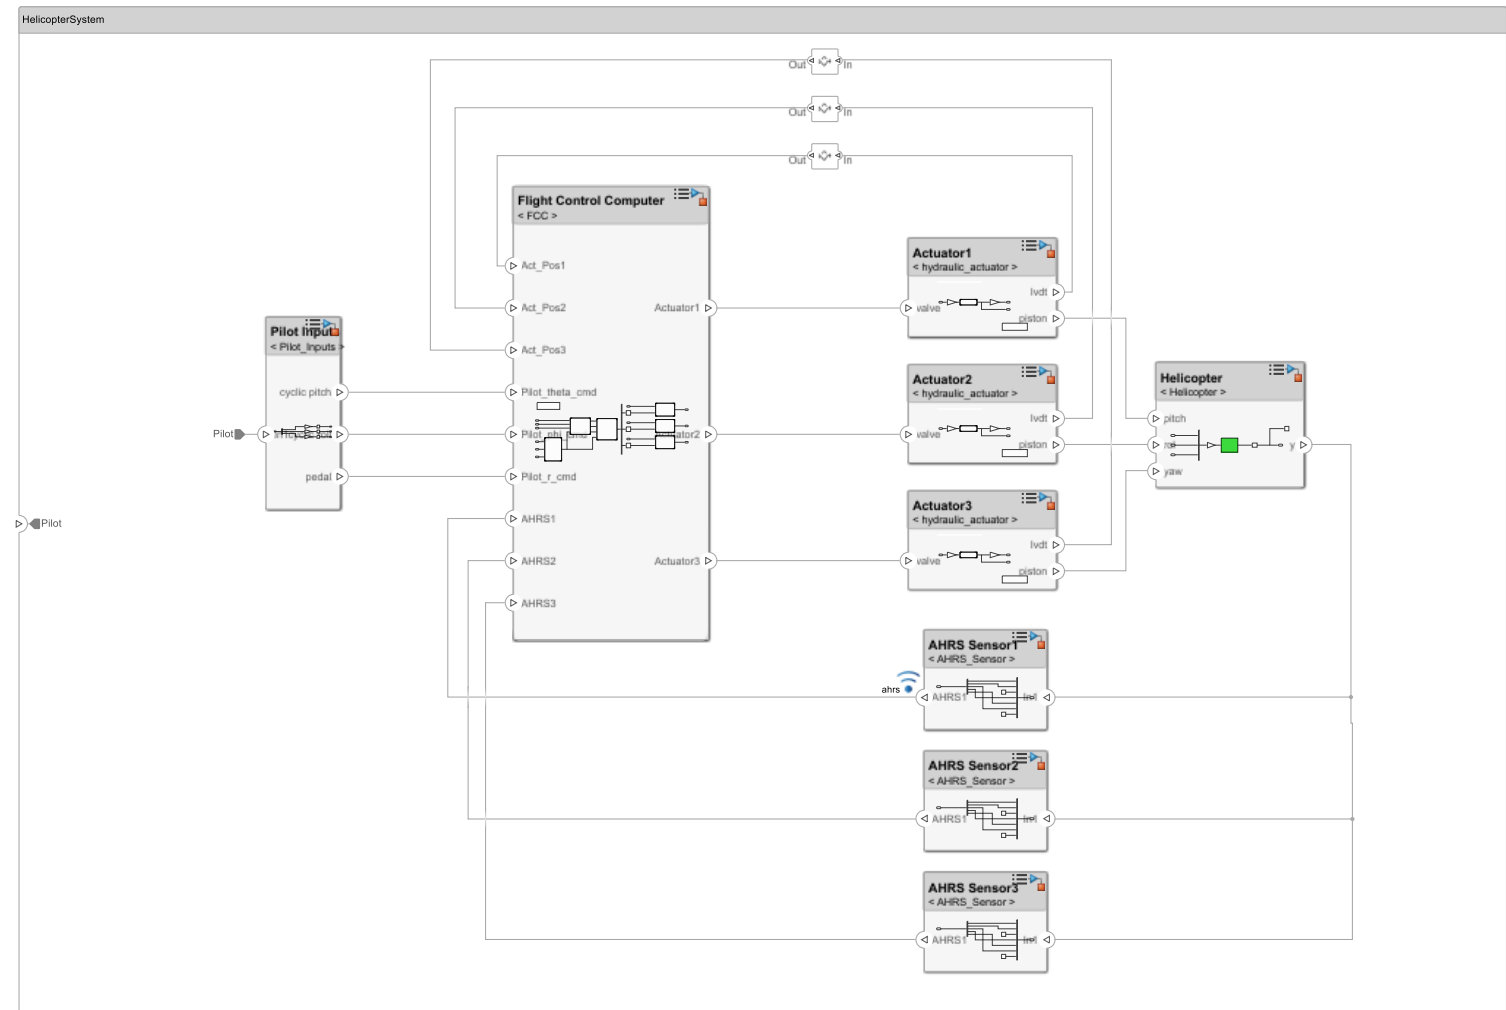 HelicopterSystem
Out In
Out In
Out In
Flight Control Computer
< FCC >
Act_Pos1
Act_Pos2
Actuator1
Act_Pos3
Pilot_theta_cmd
Pilot_r_cmd
AHRS1
AHRS2
Actuator3
AHRS3
Pilot Input
< Pilot_Inputs >
cyclic pitch
Pilot
pedal
Pilot
Actuator1
< hydraulic_actuator >
lvdt
valve
piston
Actuator2
< hydraulic_actuator >
lvdt
valve
piston
Actuator3
< hydraulic_actuator >
lvdt
valve
piston
Helicopter
< Helicopter >
pitch
y
yaw
AHRS Sensor1
< AHRS_Sensor >
ahrs
AHRS1
AHRS Sensor2
< AHRS_Sensor >
AHRS1
AHRS Sensor3
< AHRS_Sensor >
AHRS1